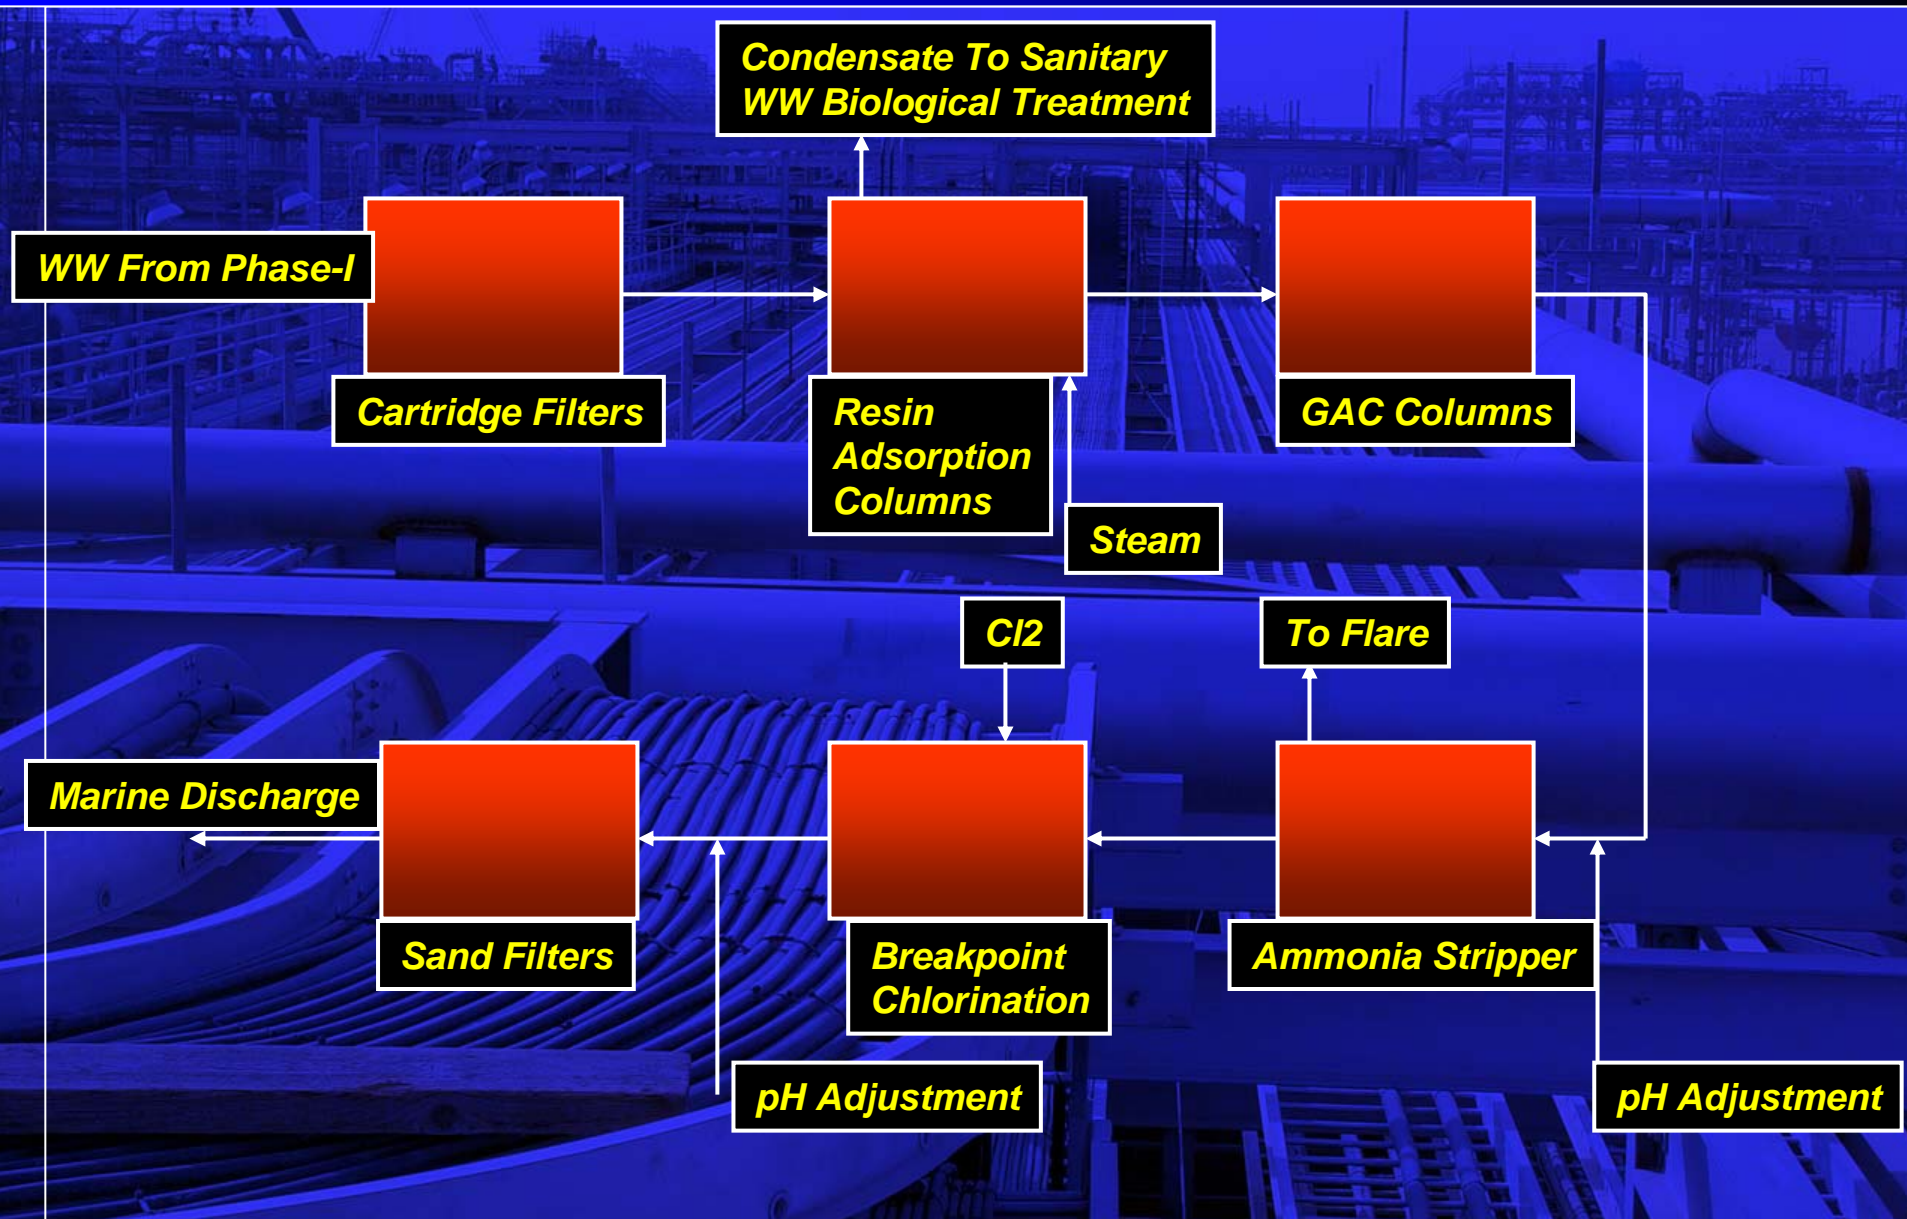 Condensate To Sanitary
WW Biological Treatment
WW From Phase-I
Cartridge Filters
Resin
Adsorption
Columns
GAC Columns
Steam
Cl2
To Flare
Marine Discharge
Sand Filters
Breakpoint
Chlorination
Ammonia Stripper
pH Adjustment
pH Adjustment